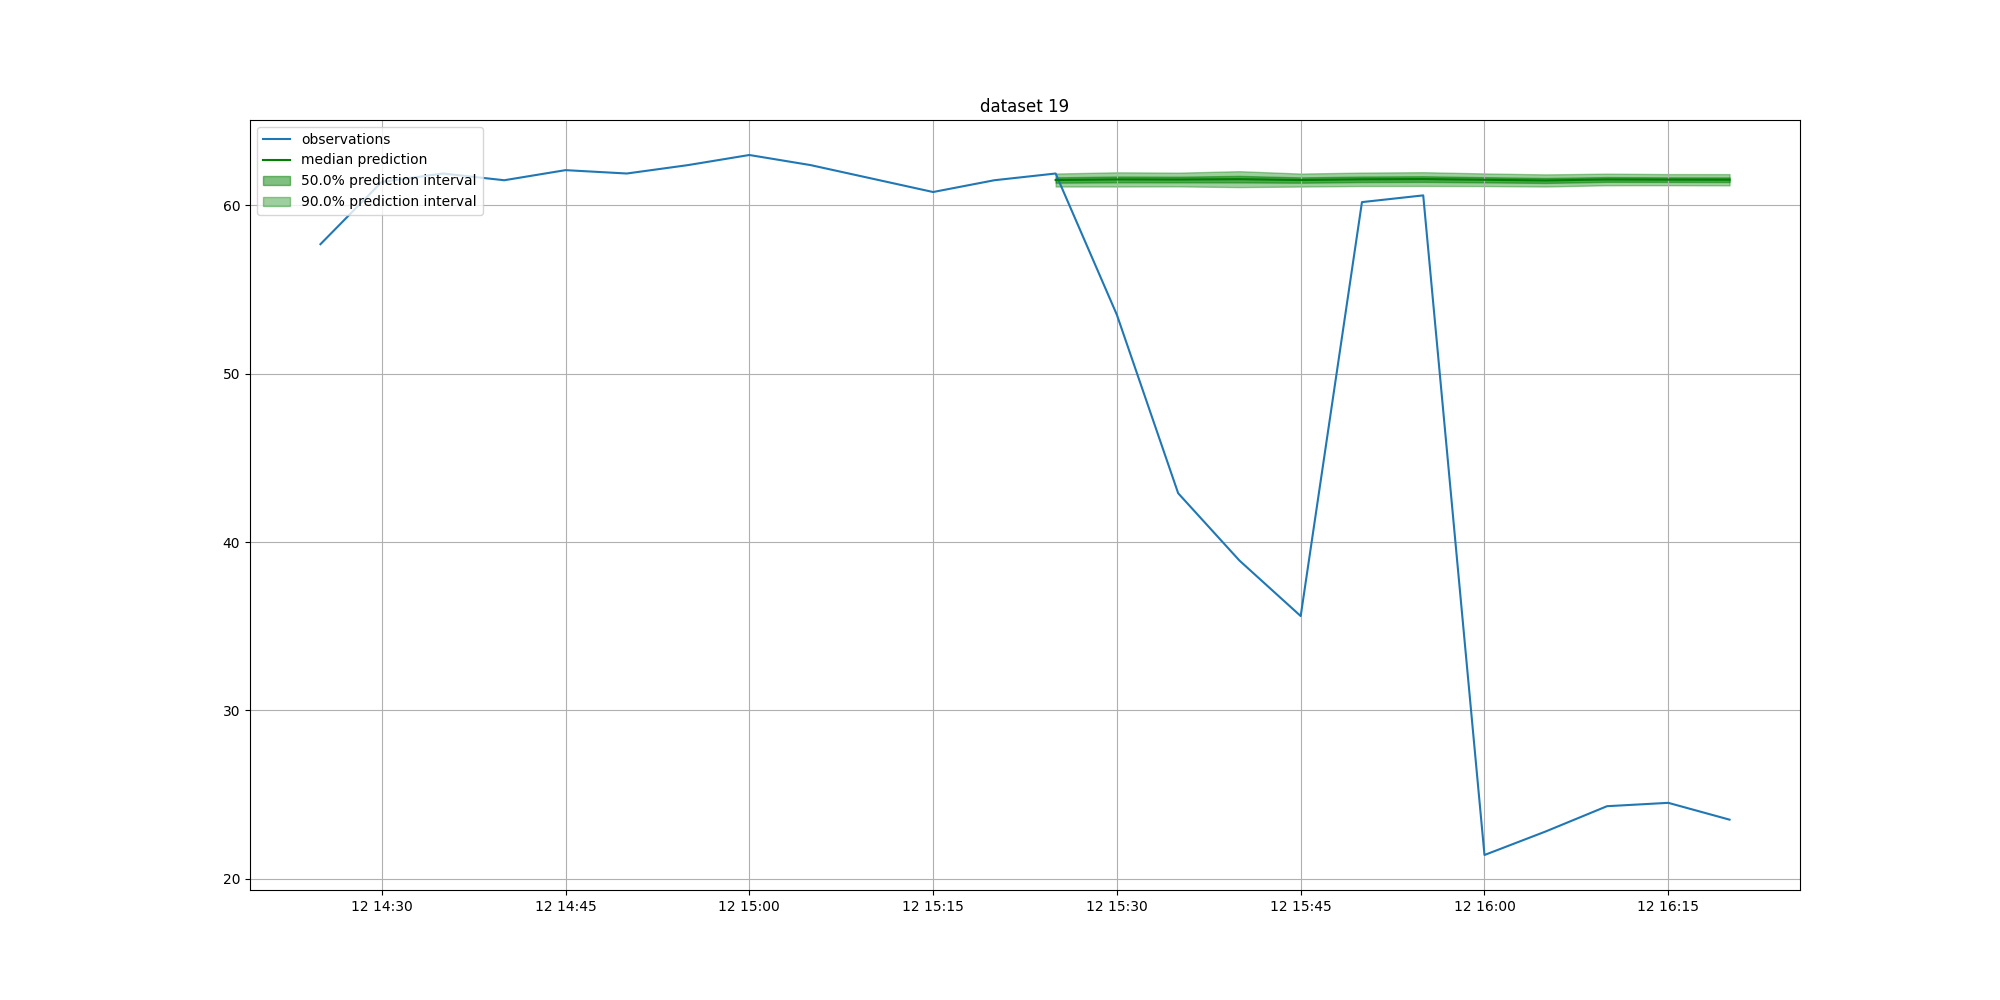 dataset 19
observations
median prediction
50.0% prediction interval
90.0% prediction interval
60
50
40
30
20
12 14:30 12 14:45 12 15:00 12 15:15 12 15:30 12 15:45 12 16:00 12 16:15